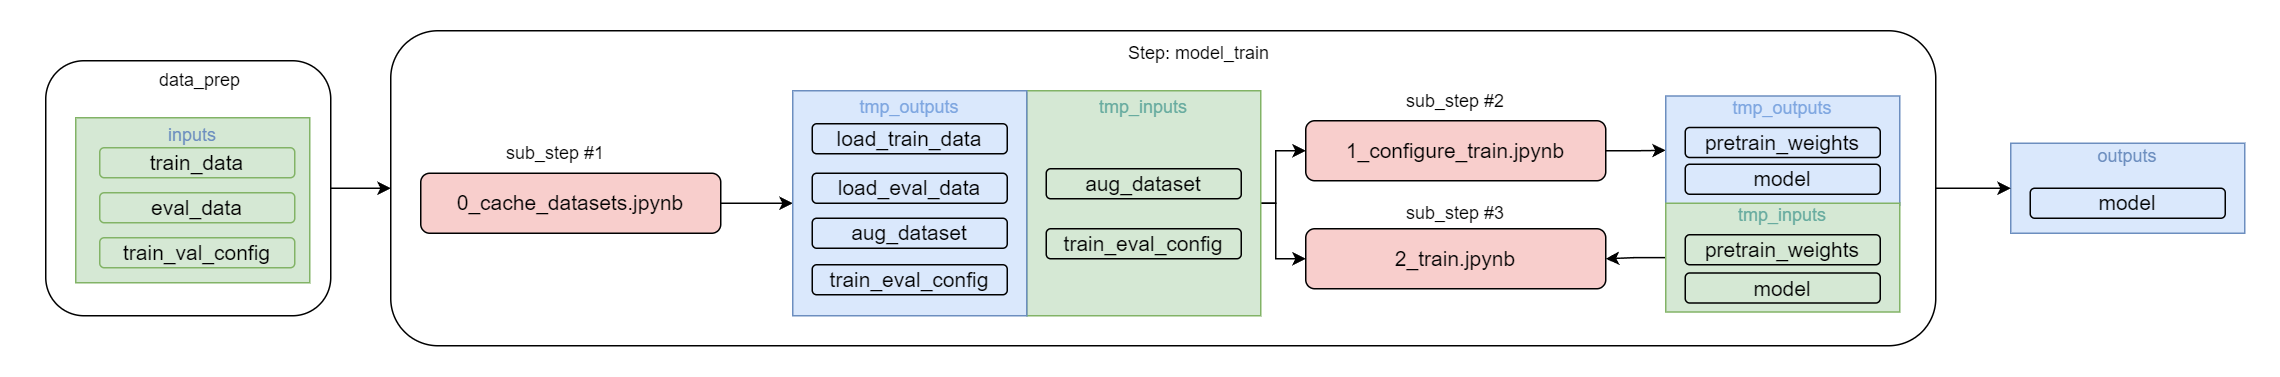 data_prep
inputs
train_data
eval_data
train_val_config
Step: model_train
sub_step #1
0_cache_datasets.jpynb
tmp_outputs
load_train_data
load_eval_data
aug_dataset
train_eval_config
tmp_inputs
aug_dataset
train_eval_config
sub_step #2
1_configure_train.jpynb
sub_step #3
2_train.jpynb
tmp_outputs
pretrain_weights
model
tmp_inputs
pretrain_weights
model
outputs
model